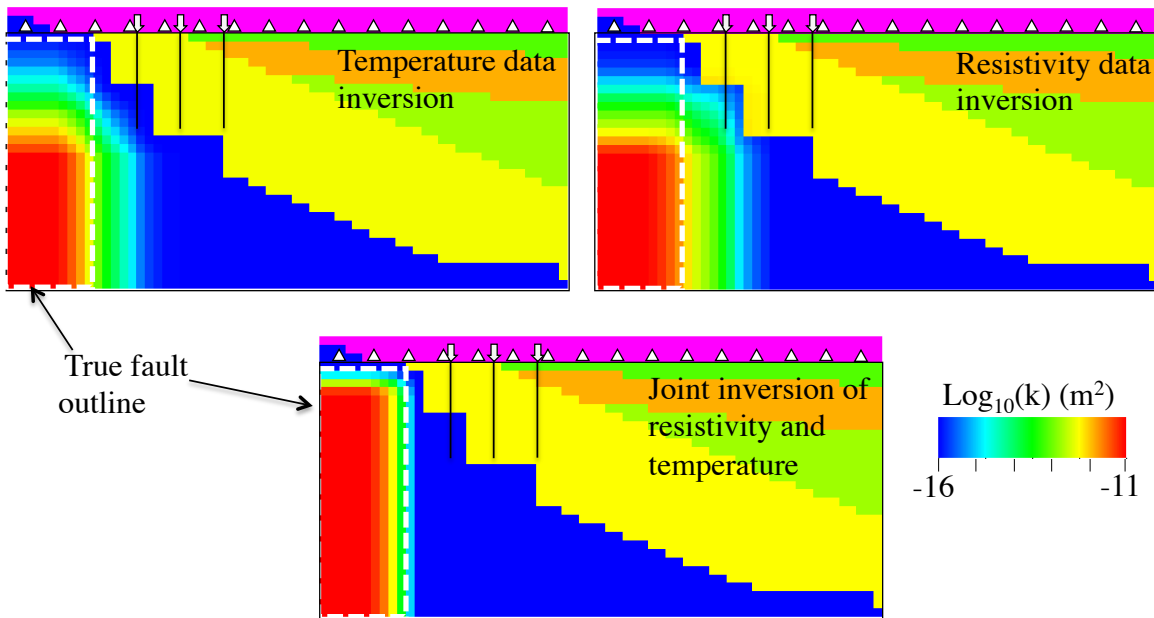 Temperature data
inversion
Resistivity data
inversion
True fault
outline
Joint inversion of
resistivity and
temperature
Log₁₀(k) (m²)
-16
-11